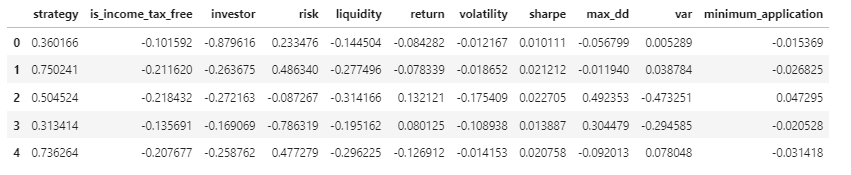 strategy is_income_tax_free investor risk liquidity return volatility sharpe max_dd var minimum_application
0 0.360166 -0.101592 -0.879616 0.233476 -0.144504 -0.084282 -0.012167 0.010111 -0.056799 0.005289 -0.015369
1 0.750241 -0.211620 -0.263675 0.486340 -0.277496 -0.078339 -0.018652 0.021212 -0.011940 0.038784 -0.026825
2 0.504524 -0.218432 -0.272163 -0.087267 -0.314166 0.132121 -0.175409 0.022705 0.492353 -0.473251 0.047295
3 0.313414 -0.135691 -0.169069 -0.786319 -0.195162 0.080125 -0.108938 0.013887 0.304479 -0.294585 -0.020528
4 0.736264 -0.207677 -0.258762 0.477279 -0.296225 -0.126912 -0.014153 0.020758 -0.092013 0.078048 -0.031418